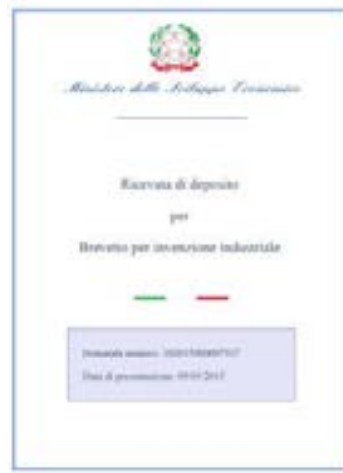 Ministero dello Sviluppo Economico
Ricevuta di deposito
per
Brevetto per invenzione industriale
Domanda numero:
Data di presentazione: